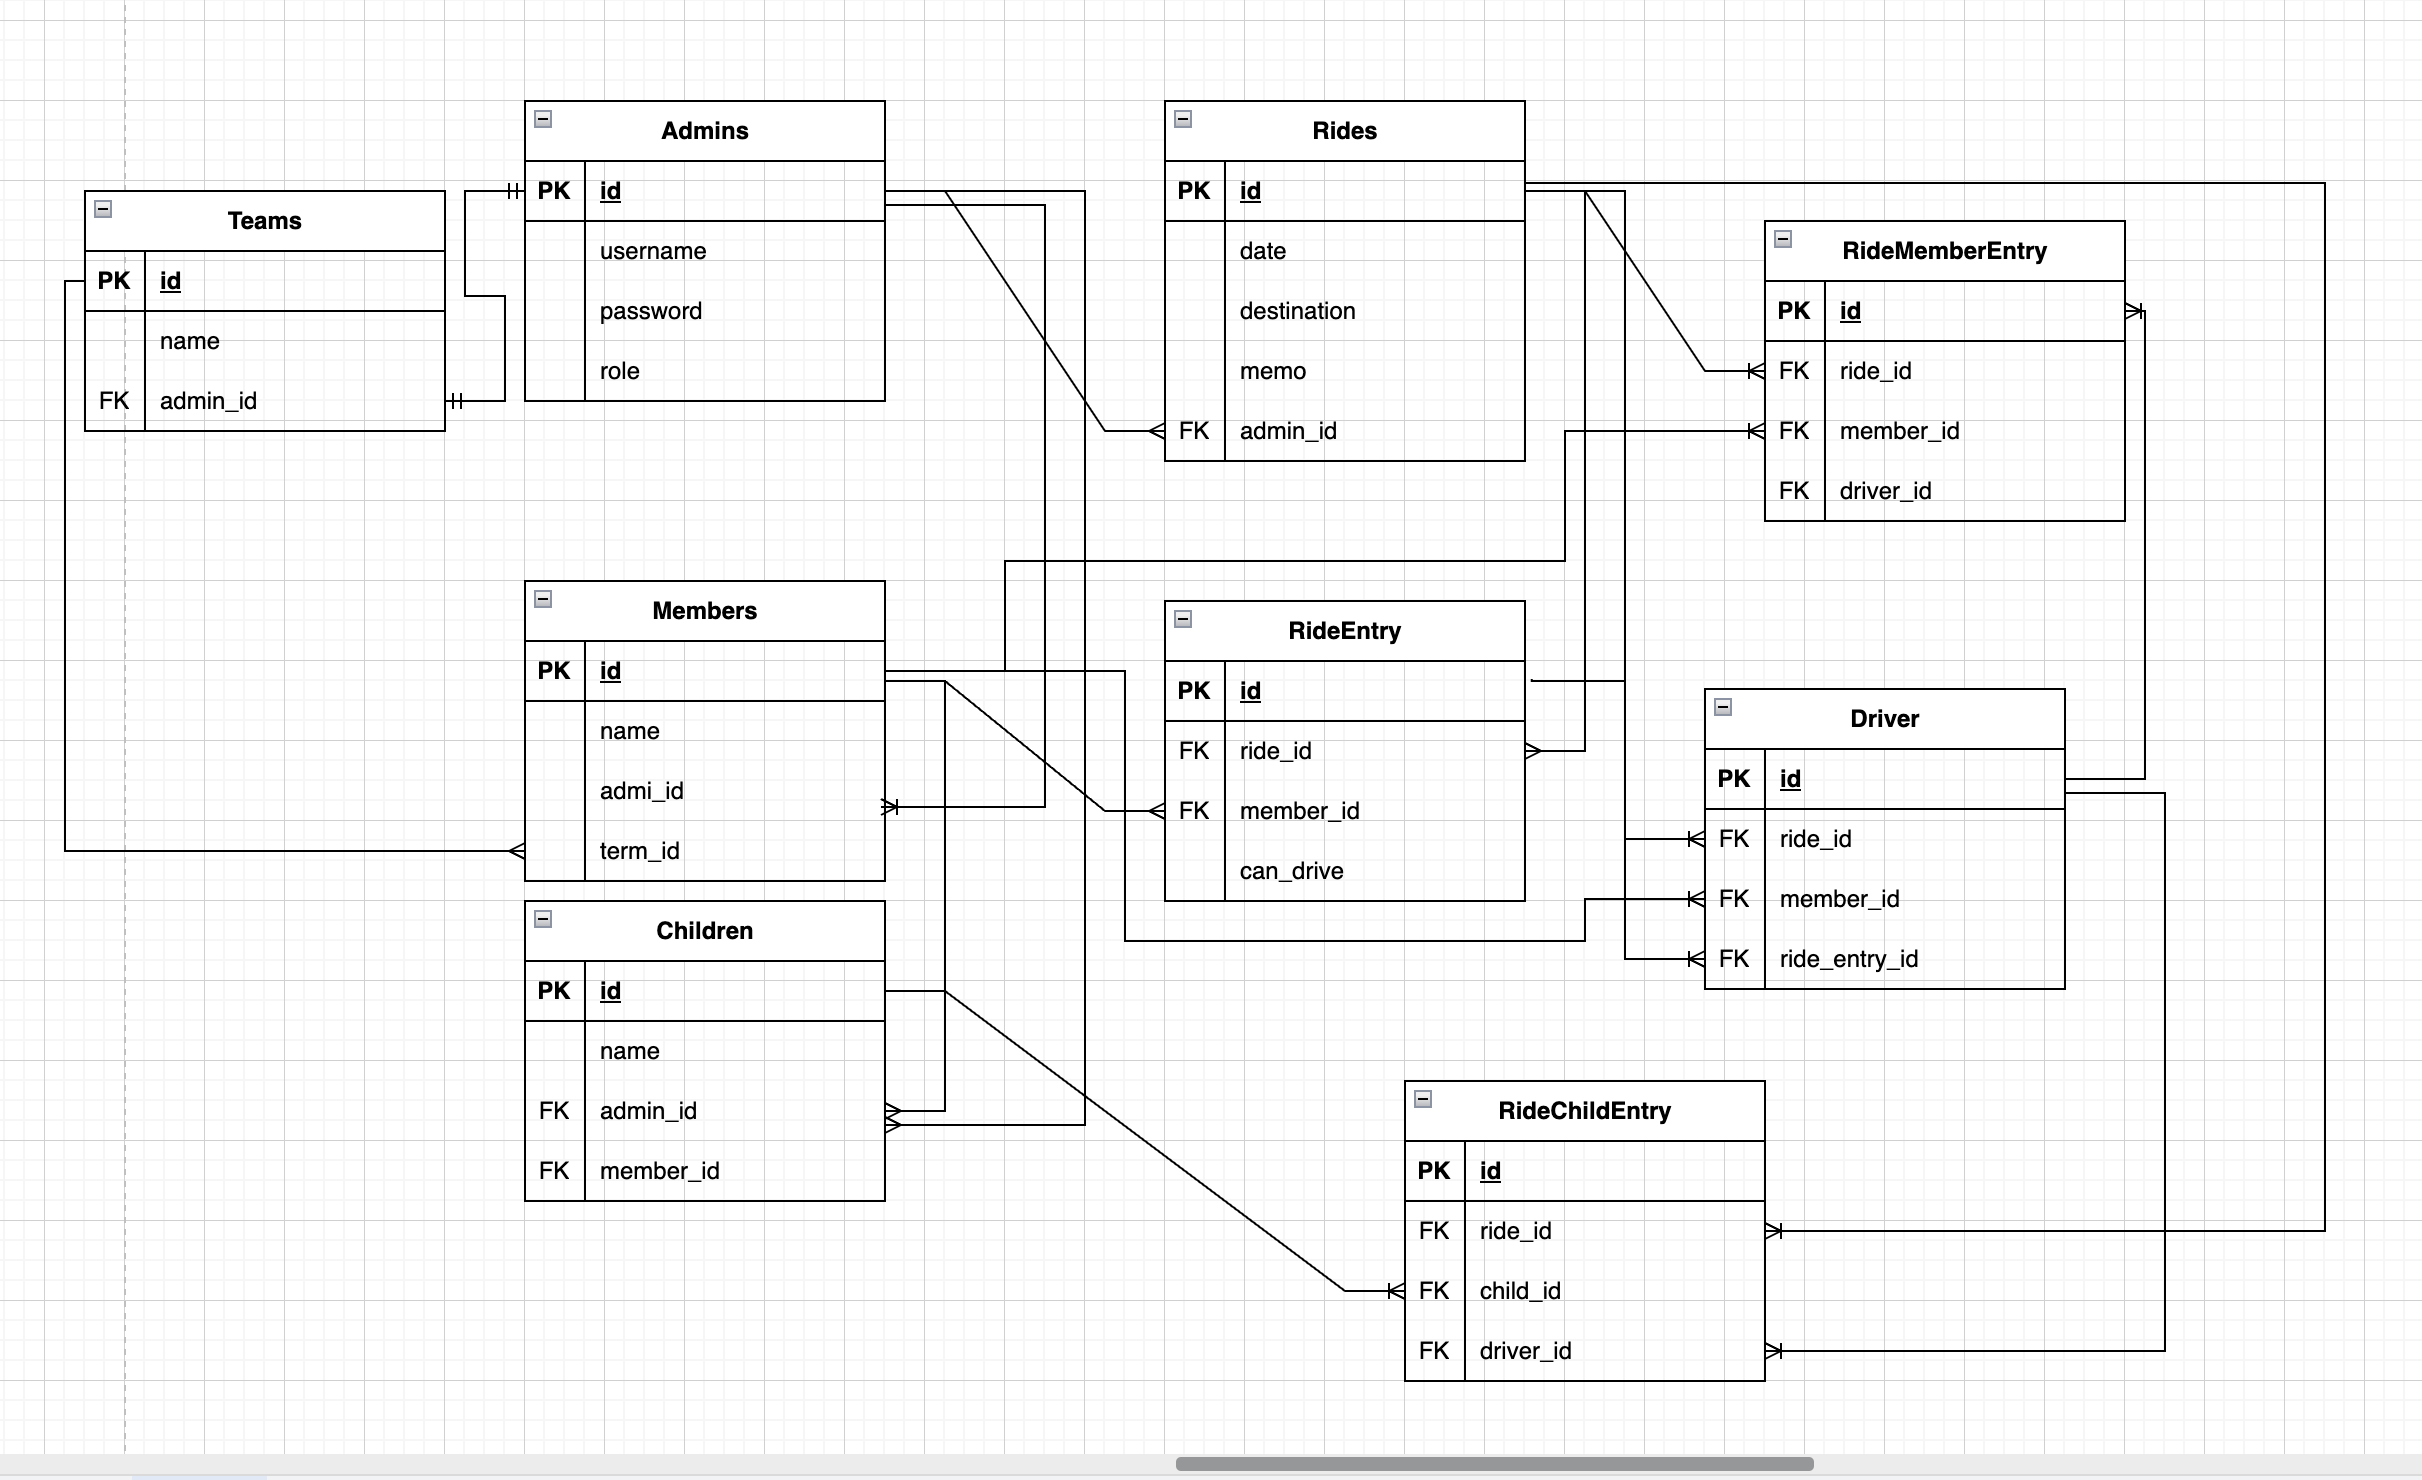 Teams
PK id
name
FK admin_id
Admins
PK id
username
password
role
Rides
PK id
date
destination
memo
FK admin_id
RideMemberEntry
PK id
FK ride_id
FK member_id
FK driver_id
Members
PK id
name
admi_id
term_id
RideEntry
PK id
FK ride_id
FK member_id
can_drive
Driver
PK id
FK ride_id
FK member_id
FK ride_entry_id
Children
PK id
name
FK admin_id
FK member_id
RideChildEntry
PK id
FK ride_id
FK child_id
FK driver_id